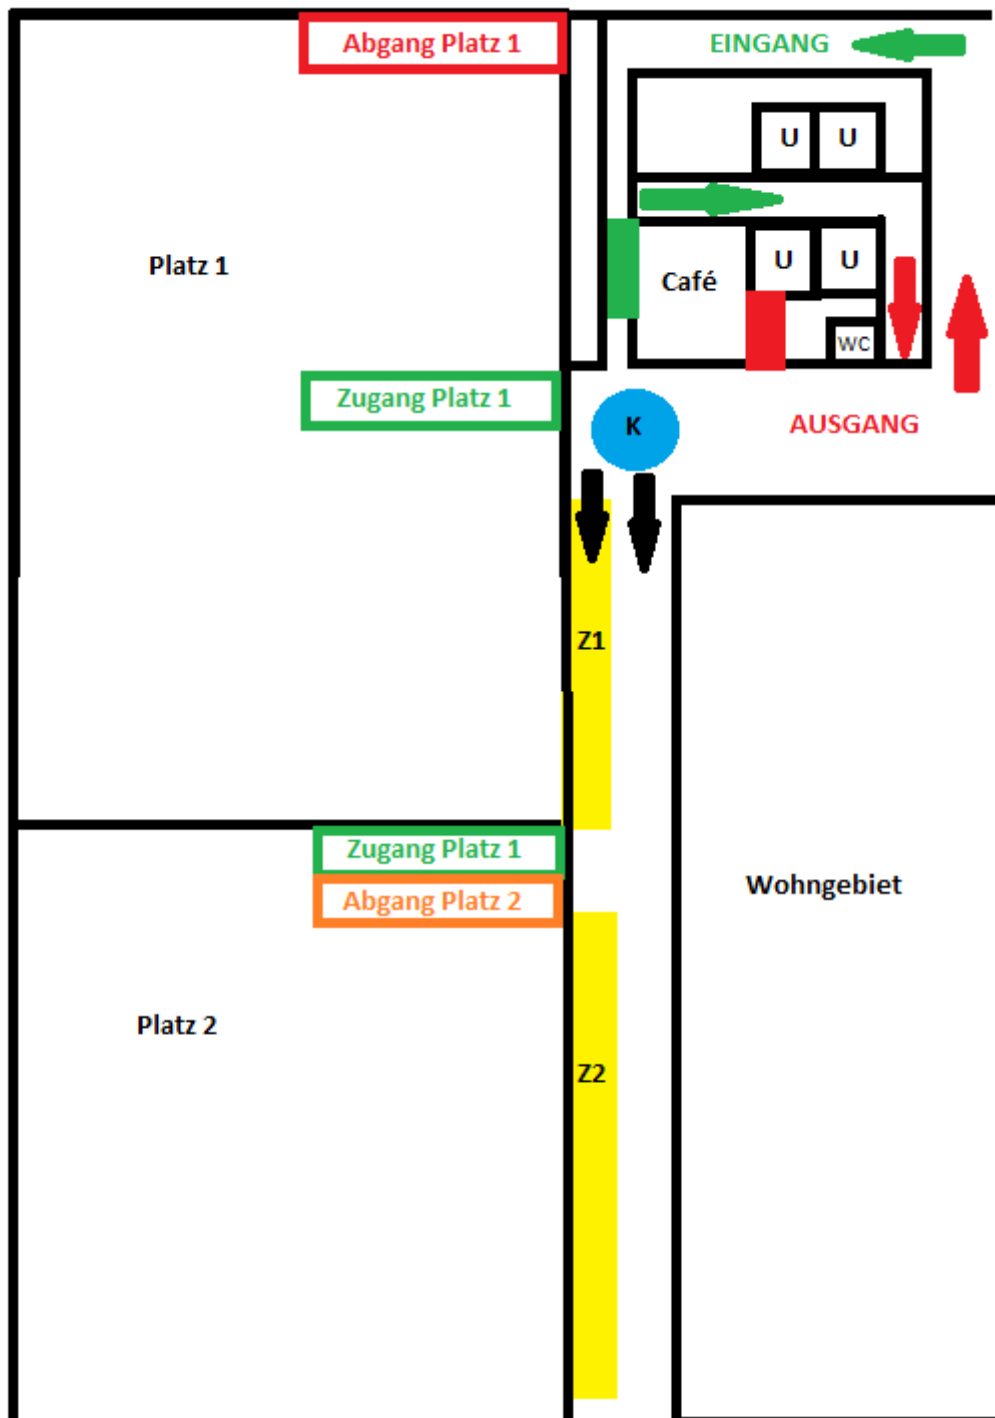 Abgang Platz 1
EINGANG
U U
Platz 1
Café
U U
WC
Zugang Platz 1
K
AUSGANG
Z1
Zugang Platz 1
Abgang Platz 2
Wohngebiet
Platz 2
Z2